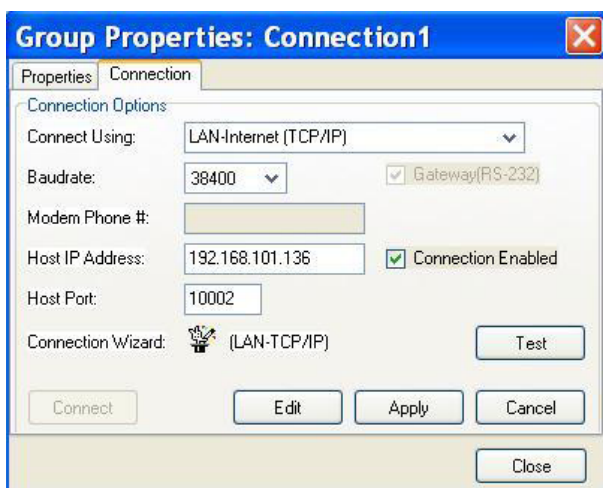 Group Properties: Connection1
Properties Connection
Connection Options
Connect Using: LAN-Internet (TCP/IP)
Baudrate: 38400 Gateway(RS-232)
Modem Phone #:
Host IP Address: 192.168.101.136 Connection Enabled
Host Port: 10002
Connection Wizard: (LAN-TCP/IP) Test
Connect Edit Apply Cancel
Close